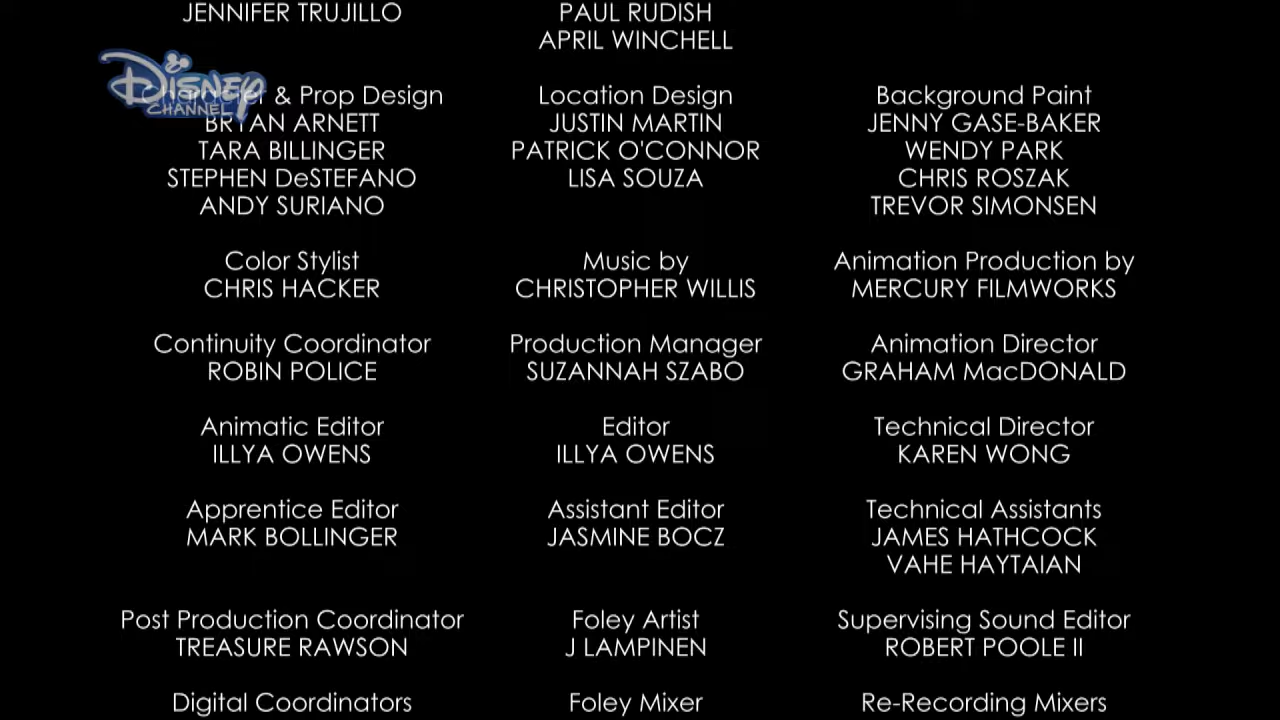 JENNIFER TRUJILLO
PAUL RUDISH
APRIL WINCHELL
DISNEY
CHANNEL
Character & Prop Design
BRYAN ARNETT
TARA BILLINGER
STEPHEN DeSTEFANO
ANDY SURIANO
Location Design
JUSTIN MARTIN
PATRICK O'CONNOR
LISA SOUZA
Background Paint
JENNY GASE-BAKER
WENDY PARK
CHRIS ROSZAK
TREVOR SIMONSEN
Color Stylist
CHRIS HACKER
Music by
CHRISTOPHER WILLIS
Animation Production by
MERCURY FILMWORKS
Continuity Coordinator
ROBIN POLICE
Production Manager
SUZANNAH SZABO
Animation Director
GRAHAM MacDONALD
Animatic Editor
ILLYA OWENS
Editor
ILLYA OWENS
Technical Director
KAREN WONG
Apprentice Editor
MARK BOLLINGER
Assistant Editor
JASMINE BOCZ
Technical Assistants
JAMES HATHCOCK
VAHE HAYTAIAN
Post Production Coordinator
TREASURE RAWSON
Foley Artist
J LAMPINEN
Supervising Sound Editor
ROBERT POOLE II
Digital Coordinators
Foley Mixer
Re-Recording Mixers